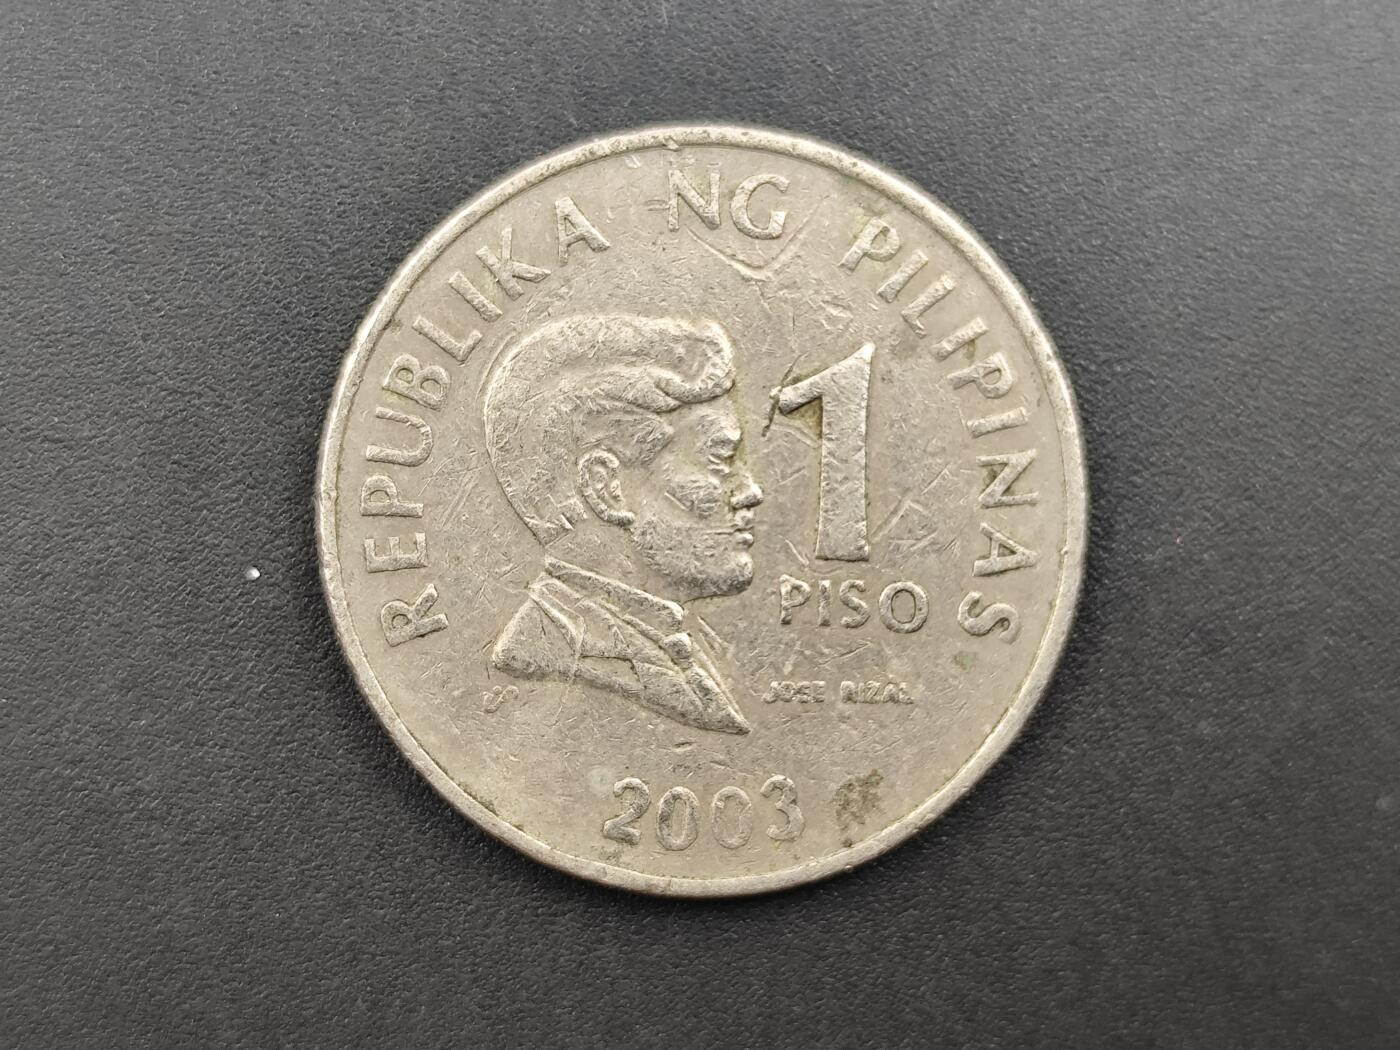 REPUBLIKA NG PILIPINAS
1
PISO
JOSE RIZAL
2003